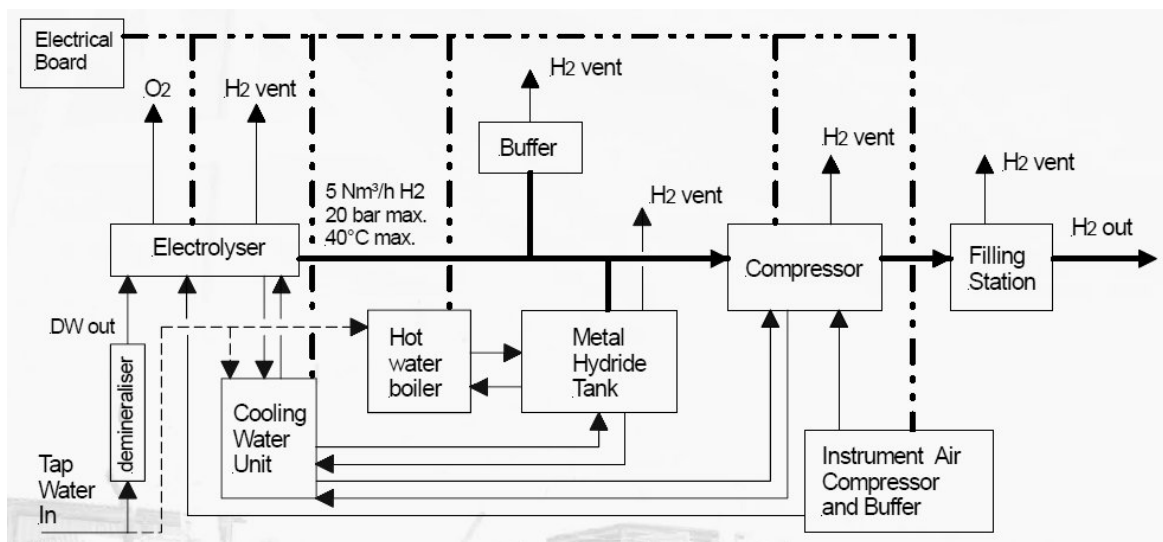 Electrical
Board
O2
H2 vent
H2 vent
Buffer
5 Nm³/h H2
20 bar max.
40°C max.
H2 vent
H2 vent
H2 vent
H2 out
Electrolyser
Compressor
Filling
Station
DW out
demineraliser
Hot
water
boiler
Metal
Hydride
Tank
Cooling
Water
Unit
Tap
Water
In
Instrument Air
Compressor
and Buffer